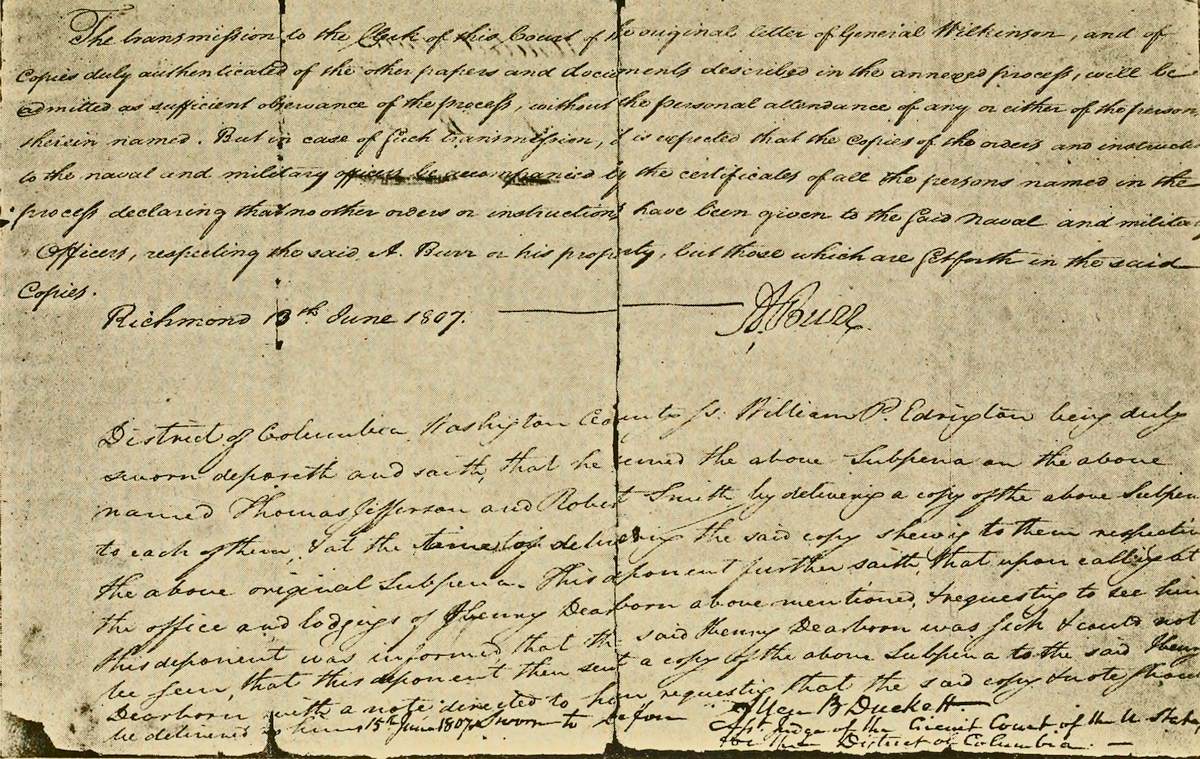 The transmission to the Clerk of this Court of the original letter of General Wilkinson, and of
Copies duly authenticated of the other papers and documents described in the annexed process, will be
admitted as sufficient observance of the process, without the personal attendance of any or either of the persons
therein named. But in case of such transmission, it is expected that the copies of the orders and instructi
to the naval and military officers be accompanied by the certificates of all the persons named in the
process declaring that no other orders or instructions have been given to the said naval and militar
Officers, respecting the said A. Burr or his property, but those which are set forth in the said
Copies.
Richmond 13th June 1807. A Burr
District of Columbia Washington County ss. William P. Edrington being duly
sworn deposeth and saith, that he served the above Subpena on the above
named Thomas Jefferson and Robert Smith by delivering a copy of the above Subpen
to each of them, & at the time of delivering the said copy shewing to them respectiv
the above original Subpena. This deponent further saith, that upon calling at
the office and lodgings of Henry Dearborn above mentioned, & requesting to see him
this deponent was informed that the said Henry Dearborn was sick & could not
be seen, that this deponent then sent a copy of the above Subpena to the said Henry
Dearborn with a note directed to him requesting that the said copy & note should
be delivered to him 15th June 1807. Sworn to before Allen B Duckett
Asst. Judge of the Circuit Court of the U. States
for the District of Columbia.